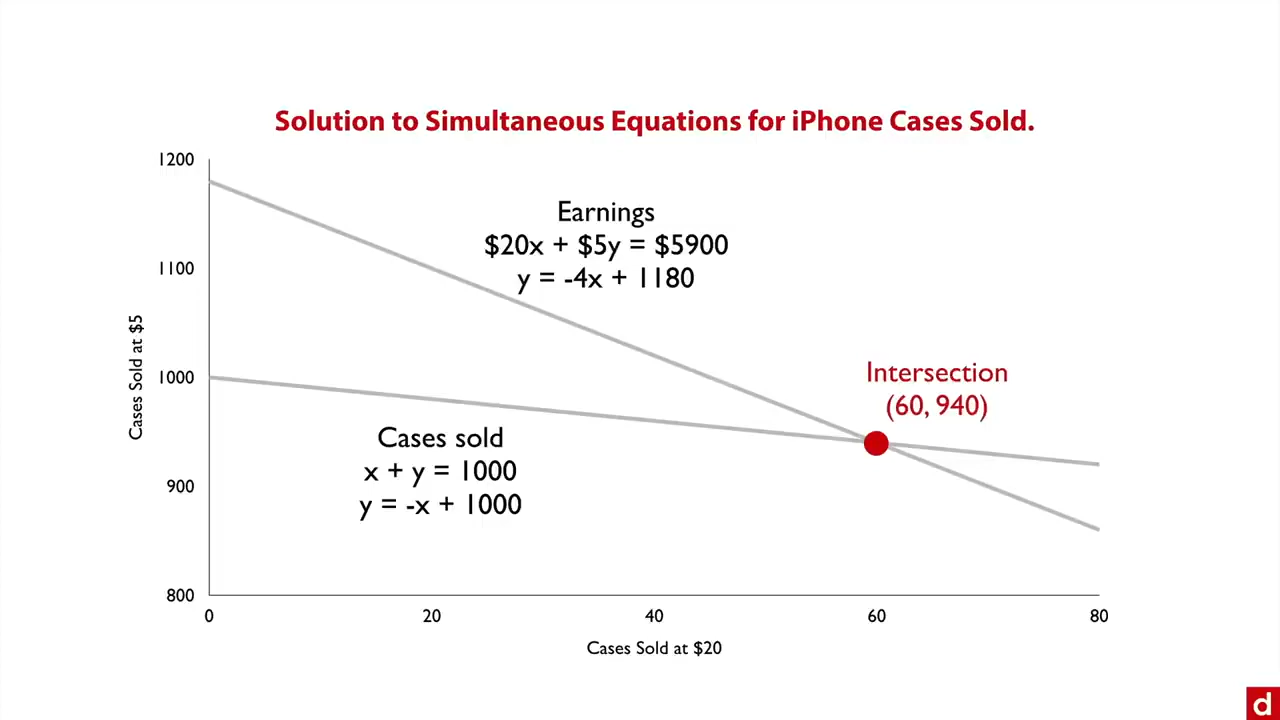 Solution to Simultaneous Equations for iPhone Cases Sold.
1200
1100
1000
900
800
Cases Sold at $5
Earnings
$20x + $5y = $5900
y = -4x + 1180
Intersection
(60, 940)
Cases sold
x + y = 1000
y = -x + 1000
0 20 40 60 80
Cases Sold at $20
d